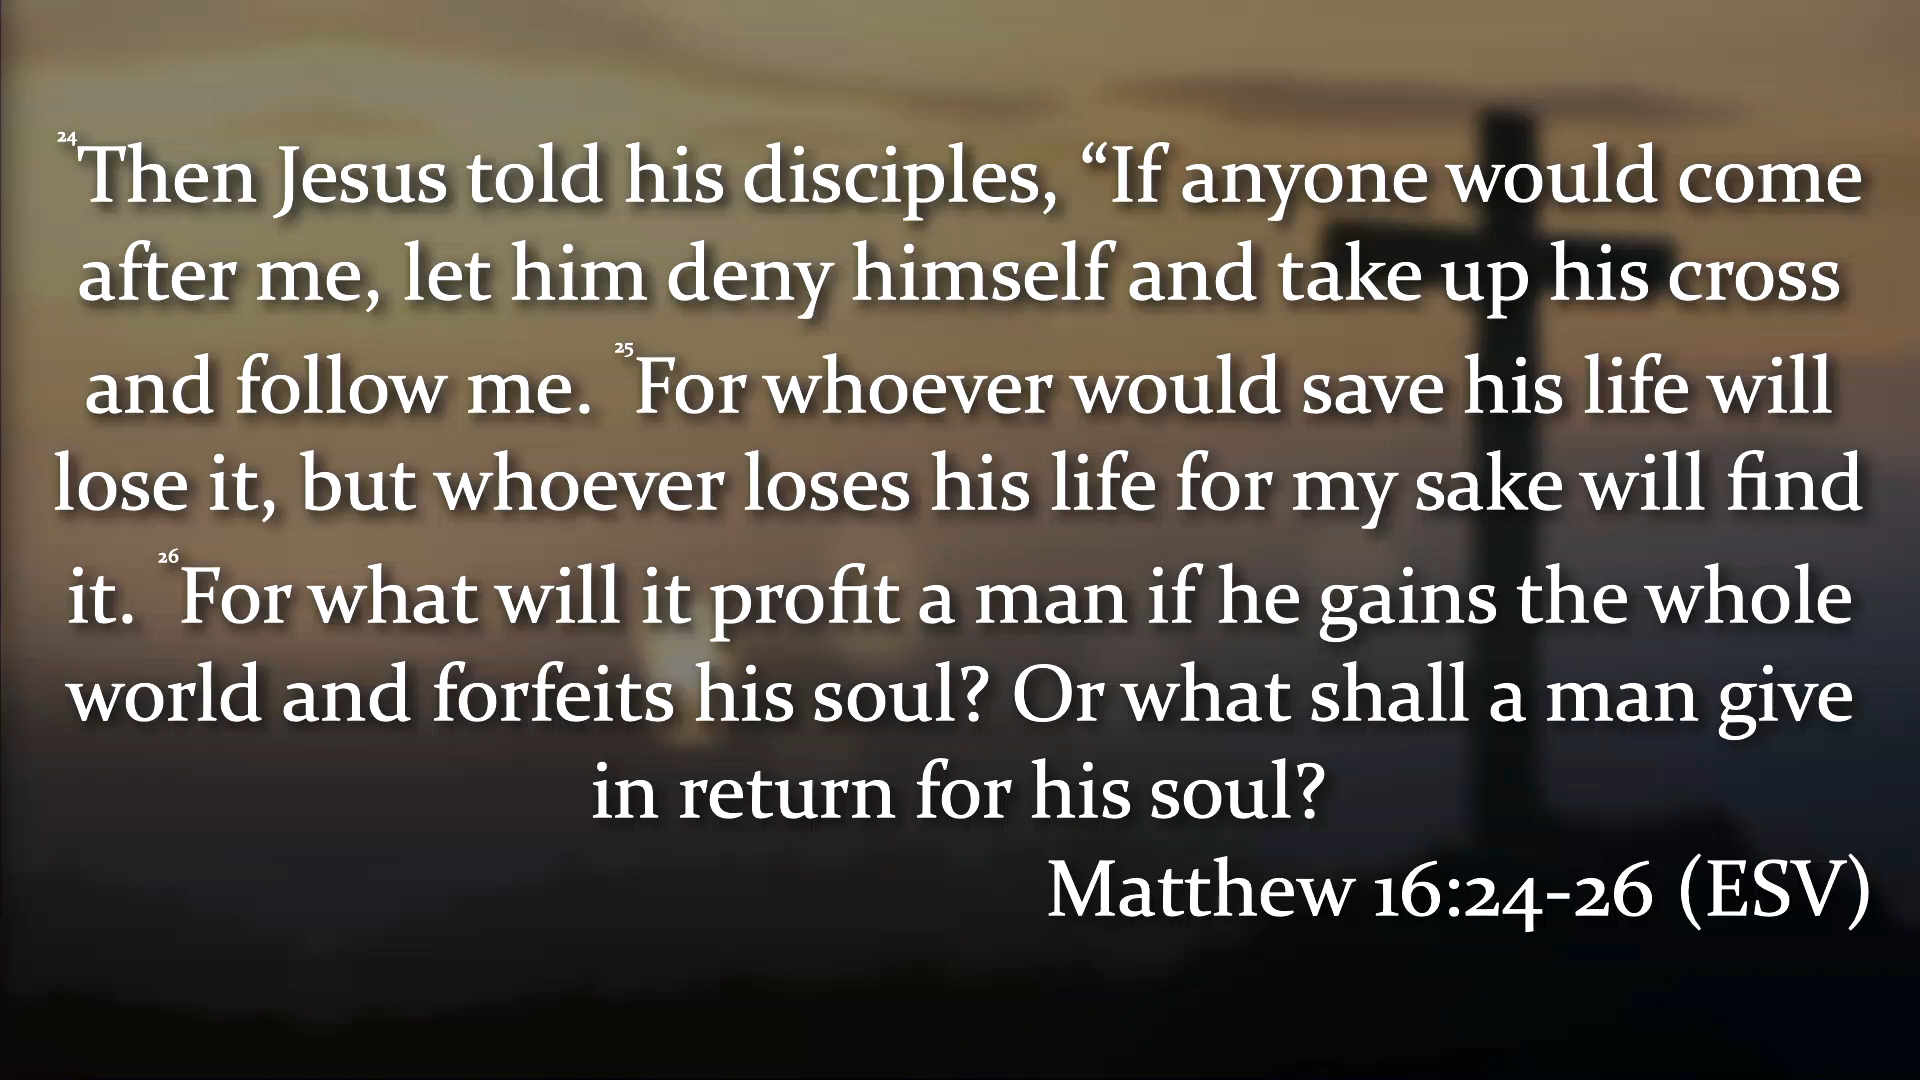 24Then Jesus told his disciples, “If anyone would come
after me, let him deny himself and take up his cross
and follow me. 25For whoever would save his life will
lose it, but whoever loses his life for my sake will find
it. 26For what will it profit a man if he gains the whole
world and forfeits his soul? Or what shall a man give
in return for his soul?
Matthew 16:24-26 (ESV)